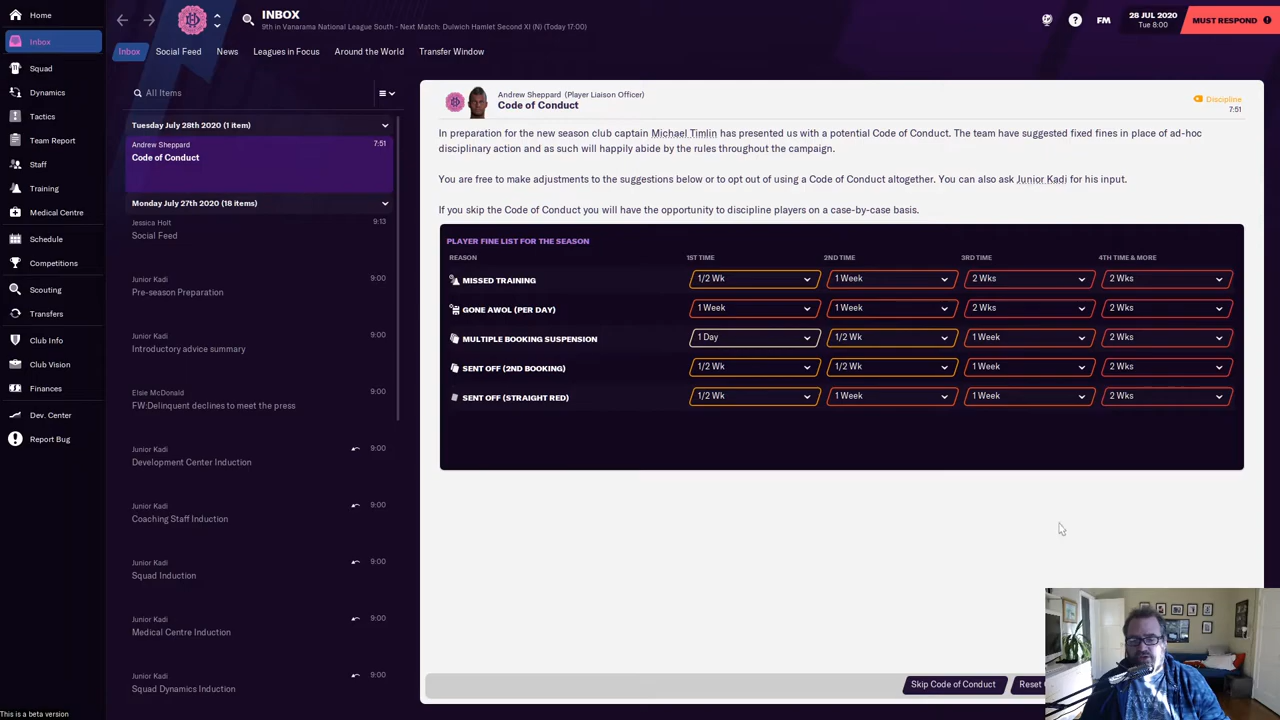 Home
Inbox
Squad
Dynamics
Tactics
Team Report
Staff
Training
Medical Centre
Schedule
Competitions
Scouting
Transfers
Club Info
Club Vision
Finances
Dev. Center
Report Bug
This is a beta version
INBOX
9th in Vanarama National League South - Next Match: Dulwich Hamlet Second XI (N) (Today 17:00)
FM
28 JUL 2020
Tue 8:00
MUST RESPOND
Inbox
Social Feed
News
Leagues in Focus
Around the World
Transfer Window
All Items
Tuesday July 28th 2020 (1 item)
Andrew Sheppard 7:51
Code of Conduct
Monday July 27th 2020 (18 items)
Jessica Holt 9:13
Social Feed
Junior Kadi 9:00
Pre-season Preparation
Junior Kadi 9:00
Introductory advice summary
Elsie McDonald 9:00
FW:Delinquent declines to meet the press
Junior Kadi 9:00
Development Center Induction
Junior Kadi 9:00
Coaching Staff Induction
Junior Kadi 9:00
Squad Induction
Junior Kadi 9:00
Medical Centre Induction
Junior Kadi 9:00
Squad Dynamics Induction
Andrew Sheppard (Player Liaison Officer)
Code of Conduct
Discipline
7:51
In preparation for the new season club captain Michael Timlin has presented us with a potential Code of Conduct. The team have suggested fixed fines in place of ad-hoc
disciplinary action and as such will happily abide by the rules throughout the campaign.
You are free to make adjustments to the suggestions below or to opt out of using a Code of Conduct altogether. You can also ask Junior Kadi for his input.
If you skip the Code of Conduct you will have the opportunity to discipline players on a case-by-case basis.
PLAYER FINE LIST FOR THE SEASON
REASON 1ST TIME 2ND TIME 3RD TIME 4TH TIME & MORE
MISSED TRAINING 1/2 Wk 1 Week 2 Wks 2 Wks
GONE AWOL (PER DAY) 1 Week 1 Week 2 Wks 2 Wks
MULTIPLE BOOKING SUSPENSION 1 Day 1/2 Wk 1 Week 2 Wks
SENT OFF (2ND BOOKING) 1/2 Wk 1/2 Wk 1 Week 2 Wks
SENT OFF (STRAIGHT RED) 1/2 Wk 1 Week 1 Week 2 Wks
Skip Code of Conduct
Reset